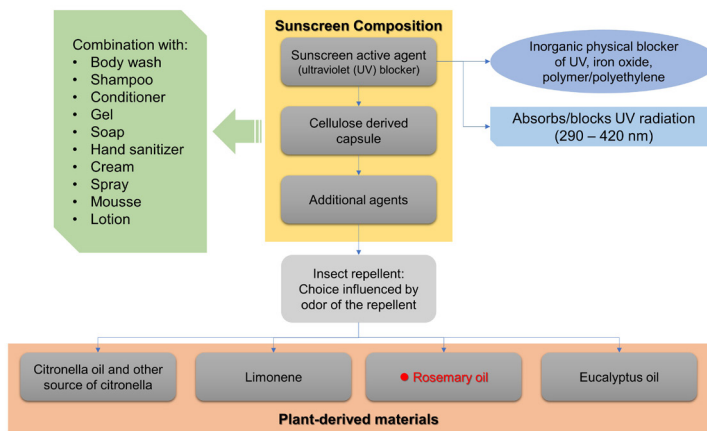 Combination with:
• Body wash
• Shampoo
• Conditioner
• Gel
• Soap
• Hand sanitizer
• Cream
• Spray
• Mousse
• Lotion
Sunscreen Composition
Sunscreen active agent
(ultraviolet (UV) blocker)
Cellulose derived
capsule
Additional agents
Inorganic physical blocker
of UV, iron oxide,
polymer/polyethylene
Absorbs/blocks UV radiation
(290 – 420 nm)
Insect repellent:
Choice influenced by
odor of the repellent
Citronella oil and other
source of citronella
Limonene
• Rosemary oil
Eucalyptus oil
Plant-derived materials